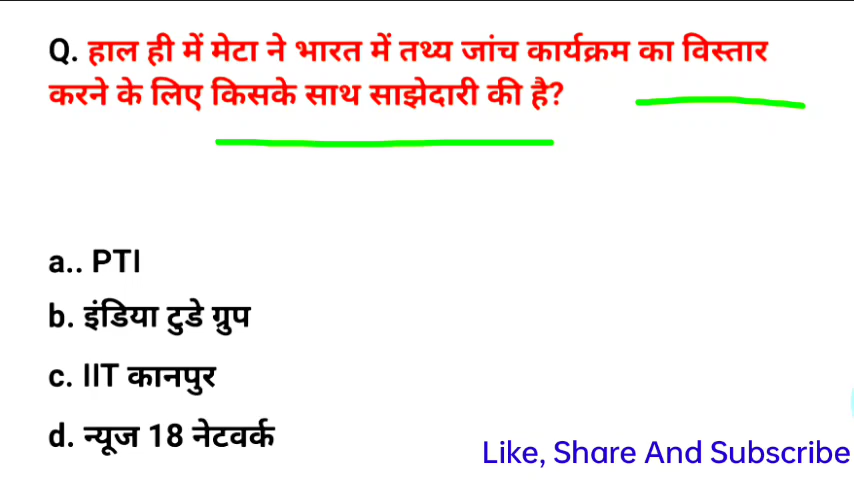 Q. हाल ही में मेटा ने भारत में तथ्य जांच कार्यक्रम का विस्तार
करने के लिए किसके साथ साझेदारी की है?
a.. PTI
b. इंडिया टुडे ग्रुप
c. IIT कानपुर
d. न्यूज 18 नेटवर्क
Like, Share And Subscribe